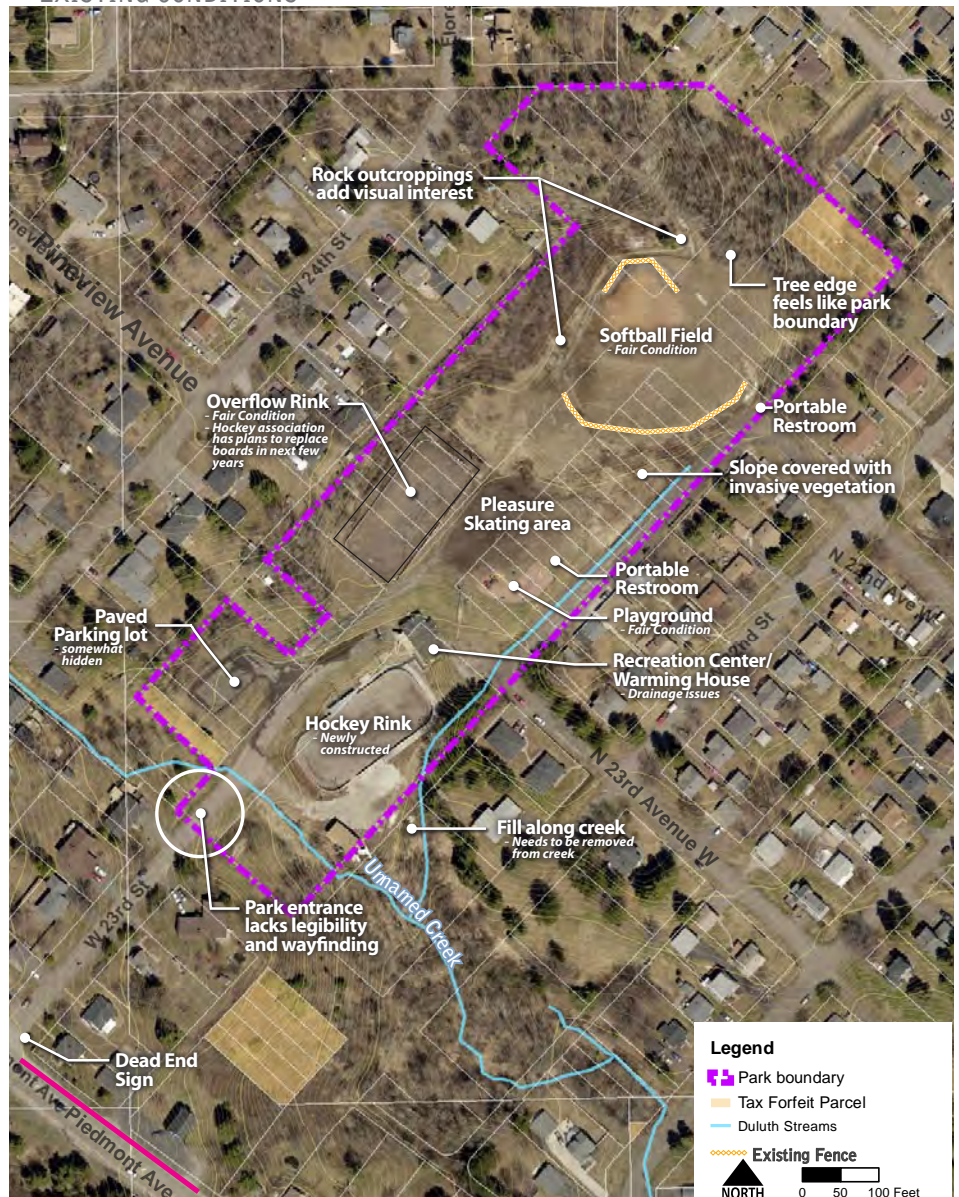 EXISTING CONDITIONS
Rock outcroppings
add visual interest
W 24th St
Pineview Avenue
Tree edge
feels like park
boundary
Softball Field
- Fair Condition
Overflow Rink
- Fair Condition
- Hockey association
has plans to replace
boards in next few
years
Portable
Restroom
Slope covered with
invasive vegetation
Pleasure
Skating area
Portable
Restroom
N 22nd Ave W
Playground
- Fair Condition
Paved
Parking lot
- somewhat
hidden
Recreation Center/
Warming House
- Drainage issues
Hockey Rink
- Newly
constructed
N 23rd Avenue W
Fill along creek
- Needs to be removed
from creek
Unnamed Creek
W 23rd St
Park entrance
lacks legibility
and wayfinding
Dead End
Sign
Piedmont Ave
Legend
Park boundary
Tax Forfeit Parcel
Duluth Streams
Existing Fence
NORTH
0 50 100 Feet